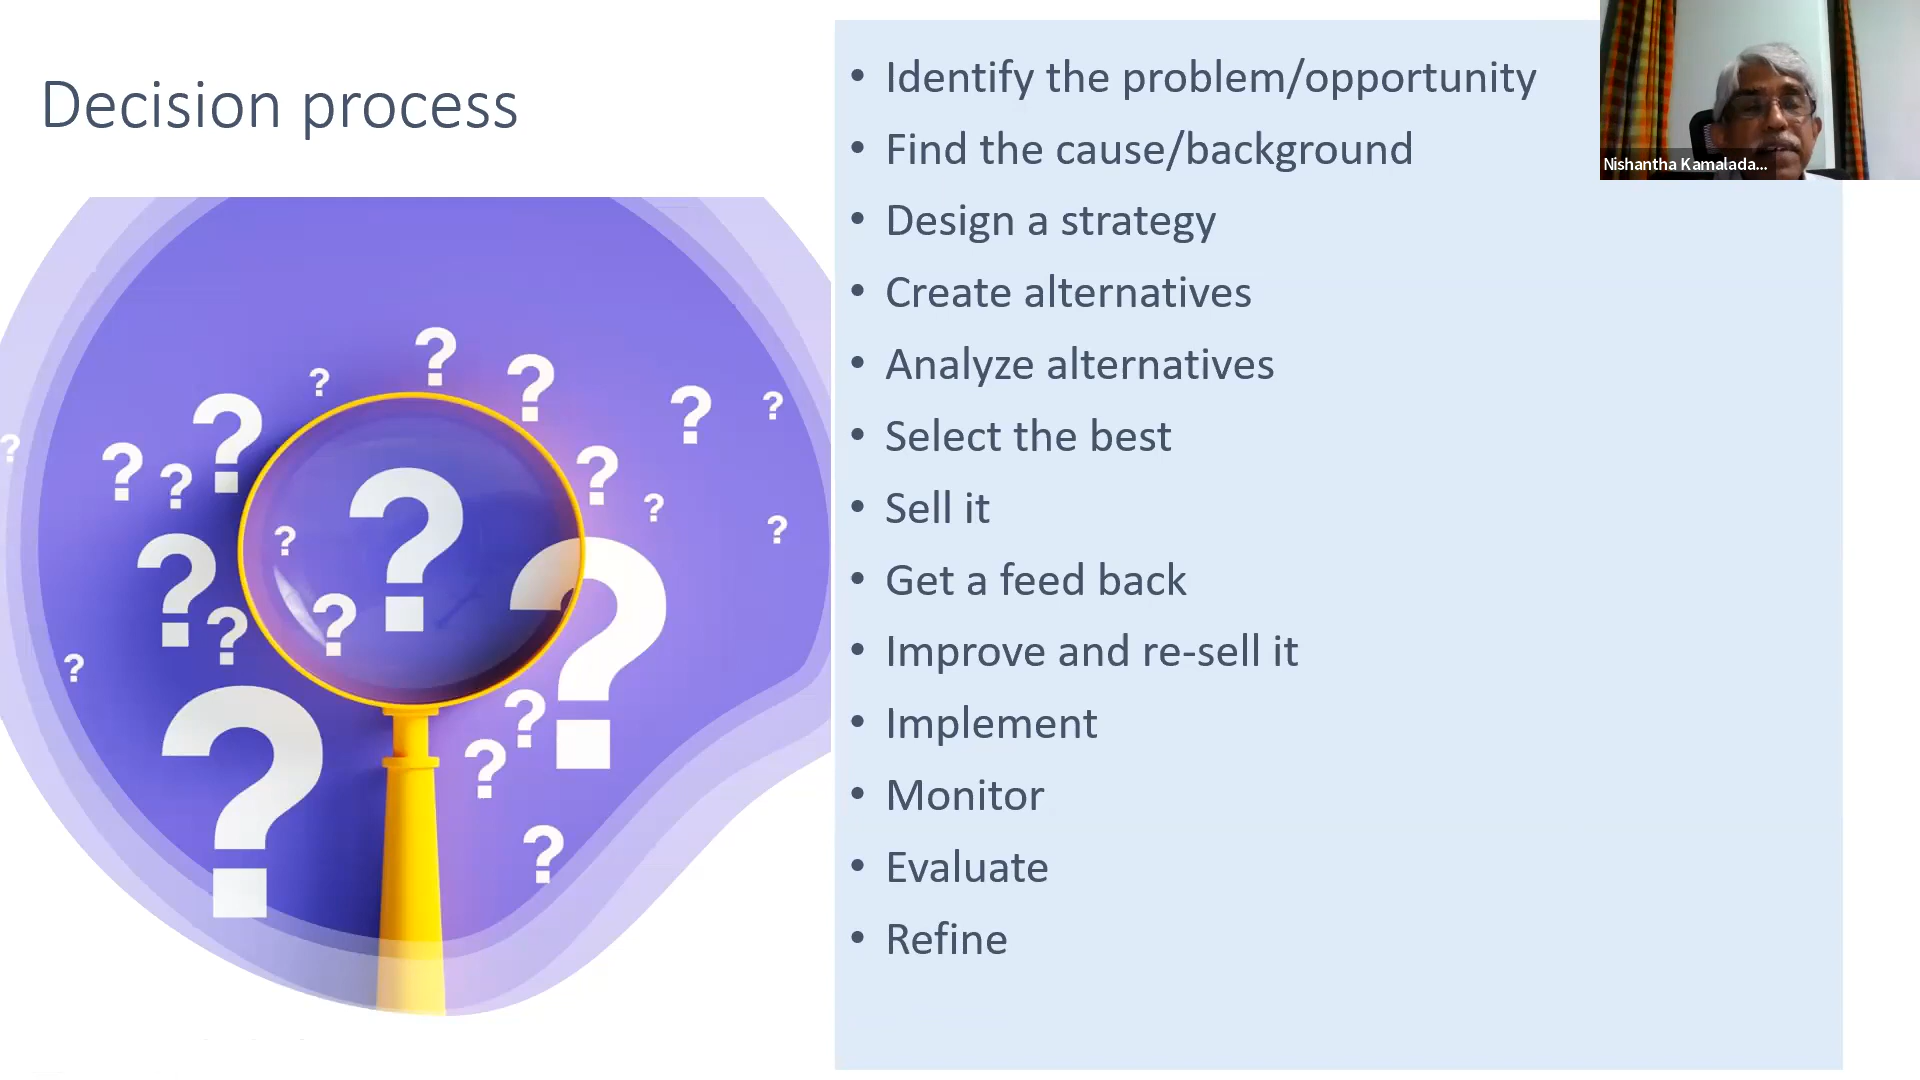 Decision process
• Identify the problem/opportunity
• Find the cause/background
• Design a strategy
• Create alternatives
• Analyze alternatives
• Select the best
• Sell it
• Get a feed back
• Improve and re-sell it
• Implement
• Monitor
• Evaluate
• Refine
Nishantha Kamalada...